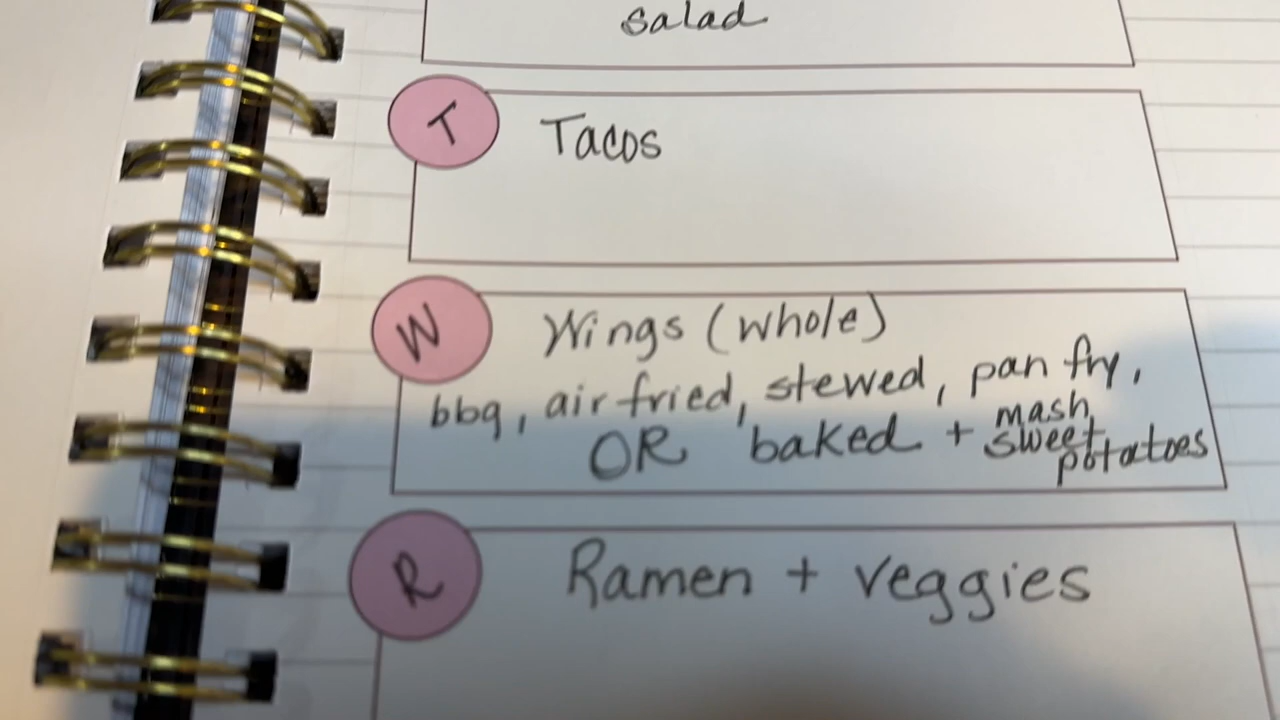 salad
T
Tacos
W
Wings (whole)
bbq, air fried, stewed, pan fry,
OR baked + mash sweet potatoes
R
Ramen + veggies